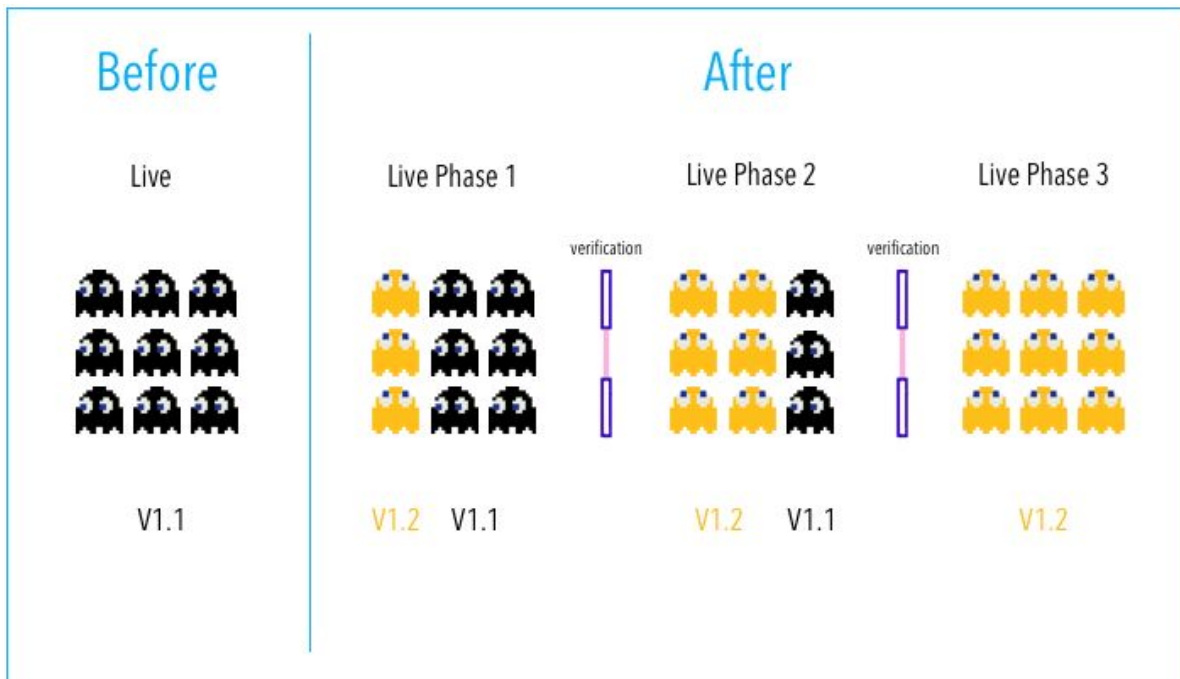 Before
After
Live
Live Phase 1
Live Phase 2
Live Phase 3
verification
verification
V1.1
V1.2
V1.1
V1.2
V1.1
V1.2